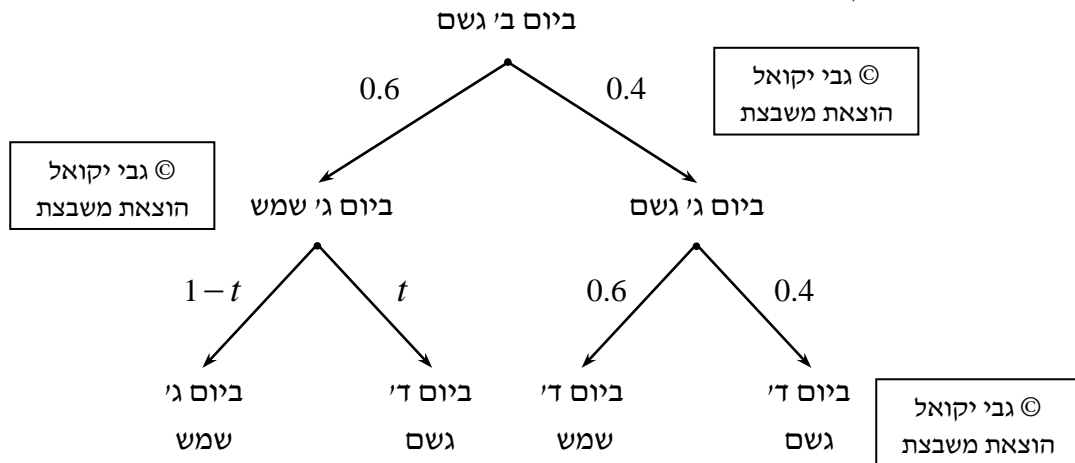 ביום ב' גשם
0.6
0.4
© גבי יקואל
הוצאת משבצת
© גבי יקואל
הוצאת משבצת
ביום ג' גשם
ביום ג' שמש
1 − t
t
0.6
0.4
ביום ד'
גשם
ביום ד'
שמש
ביום ד'
גשם
ביום ג'
שמש
© גבי יקואל
הוצאת משבצת